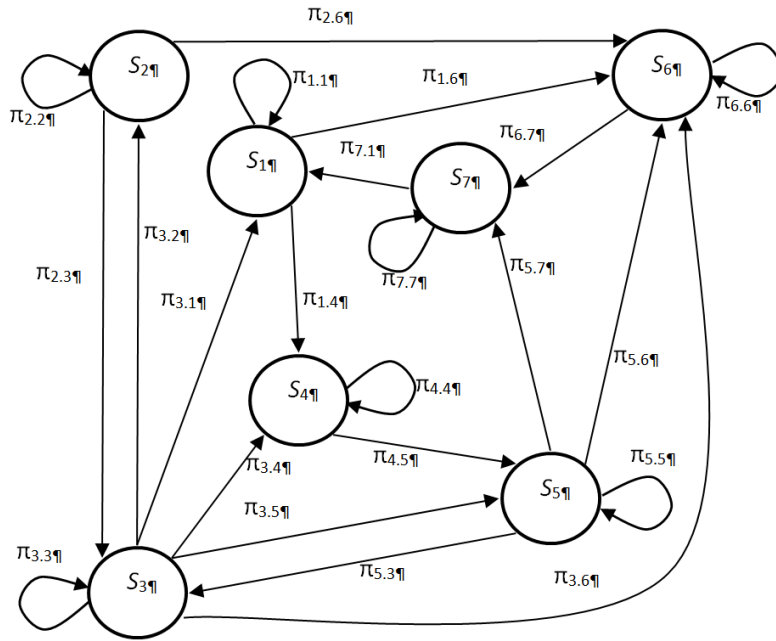 π2.6¶
S2¶
S6¶
π1.1¶
π1.6¶
π2.2¶
π6.6¶
π6.7¶
S1¶
π7.1¶
S7¶
π3.2¶
π2.3¶
π5.7¶
π7.7¶
π3.1¶
π1.4¶
π5.6¶
S4¶
π4.4¶
π3.4¶
π4.5¶
π5.5¶
S5¶
π3.5¶
π3.3¶
π5.3¶
π3.6¶
S3¶